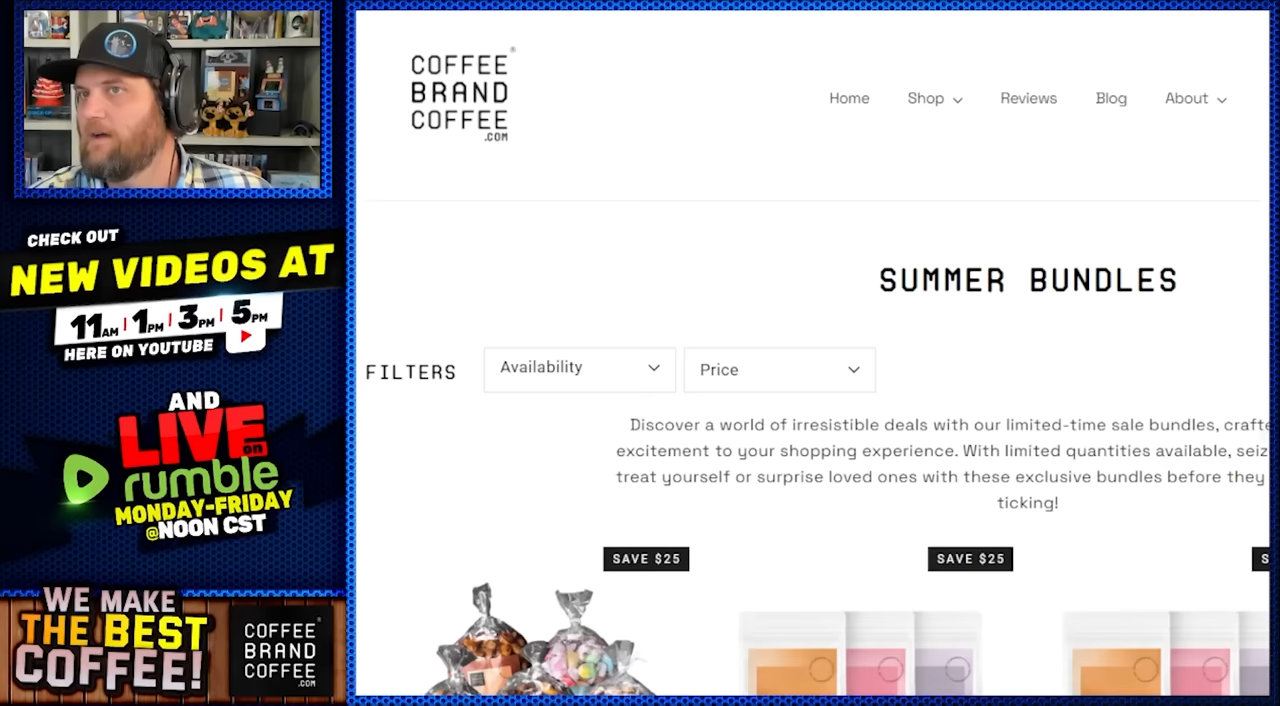 CHECK OUT
NEW VIDEOS AT
11AM | 1PM | 3PM | 5PM
HERE ON YOUTUBE
AND
LIVE
on
rumble
MONDAY-FRIDAY
@NOON CST
WE MAKE
THE BEST
COFFEE!
COFFEE
BRAND
COFFEE
.COM
COFFEE
BRAND
COFFEE
.COM
Home Shop Reviews Blog About
SUMMER BUNDLES
FILTERS Availability Price
Discover a world of irresistible deals with our limited-time sale bundles, crafte
excitement to your shopping experience. With limited quantities available, seiz
treat yourself or surprise loved ones with these exclusive bundles before they
ticking!
SAVE $25 SAVE $25 S